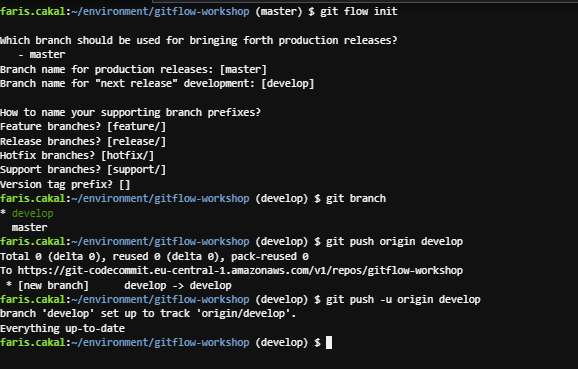 faris.cakal:~/environment/gitflow-workshop (master) $ git flow init
Which branch should be used for bringing forth production releases?
- master
Branch name for production releases: [master]
Branch name for "next release" development: [develop]
How to name your supporting branch prefixes?
Feature branches? [feature/]
Release branches? [release/]
Hotfix branches? [hotfix/]
Support branches? [support/]
Version tag prefix? []
faris.cakal:~/environment/gitflow-workshop (develop) $ git branch
* develop
master
faris.cakal:~/environment/gitflow-workshop (develop) $ git push origin develop
Total 0 (delta 0), reused 0 (delta 0), pack-reused 0
To https://git-codecommit.eu-central-1.amazonaws.com/v1/repos/gitflow-workshop
* [new branch]      develop -> develop
faris.cakal:~/environment/gitflow-workshop (develop) $ git push -u origin develop
branch 'develop' set up to track 'origin/develop'.
Everything up-to-date
faris.cakal:~/environment/gitflow-workshop (develop) $